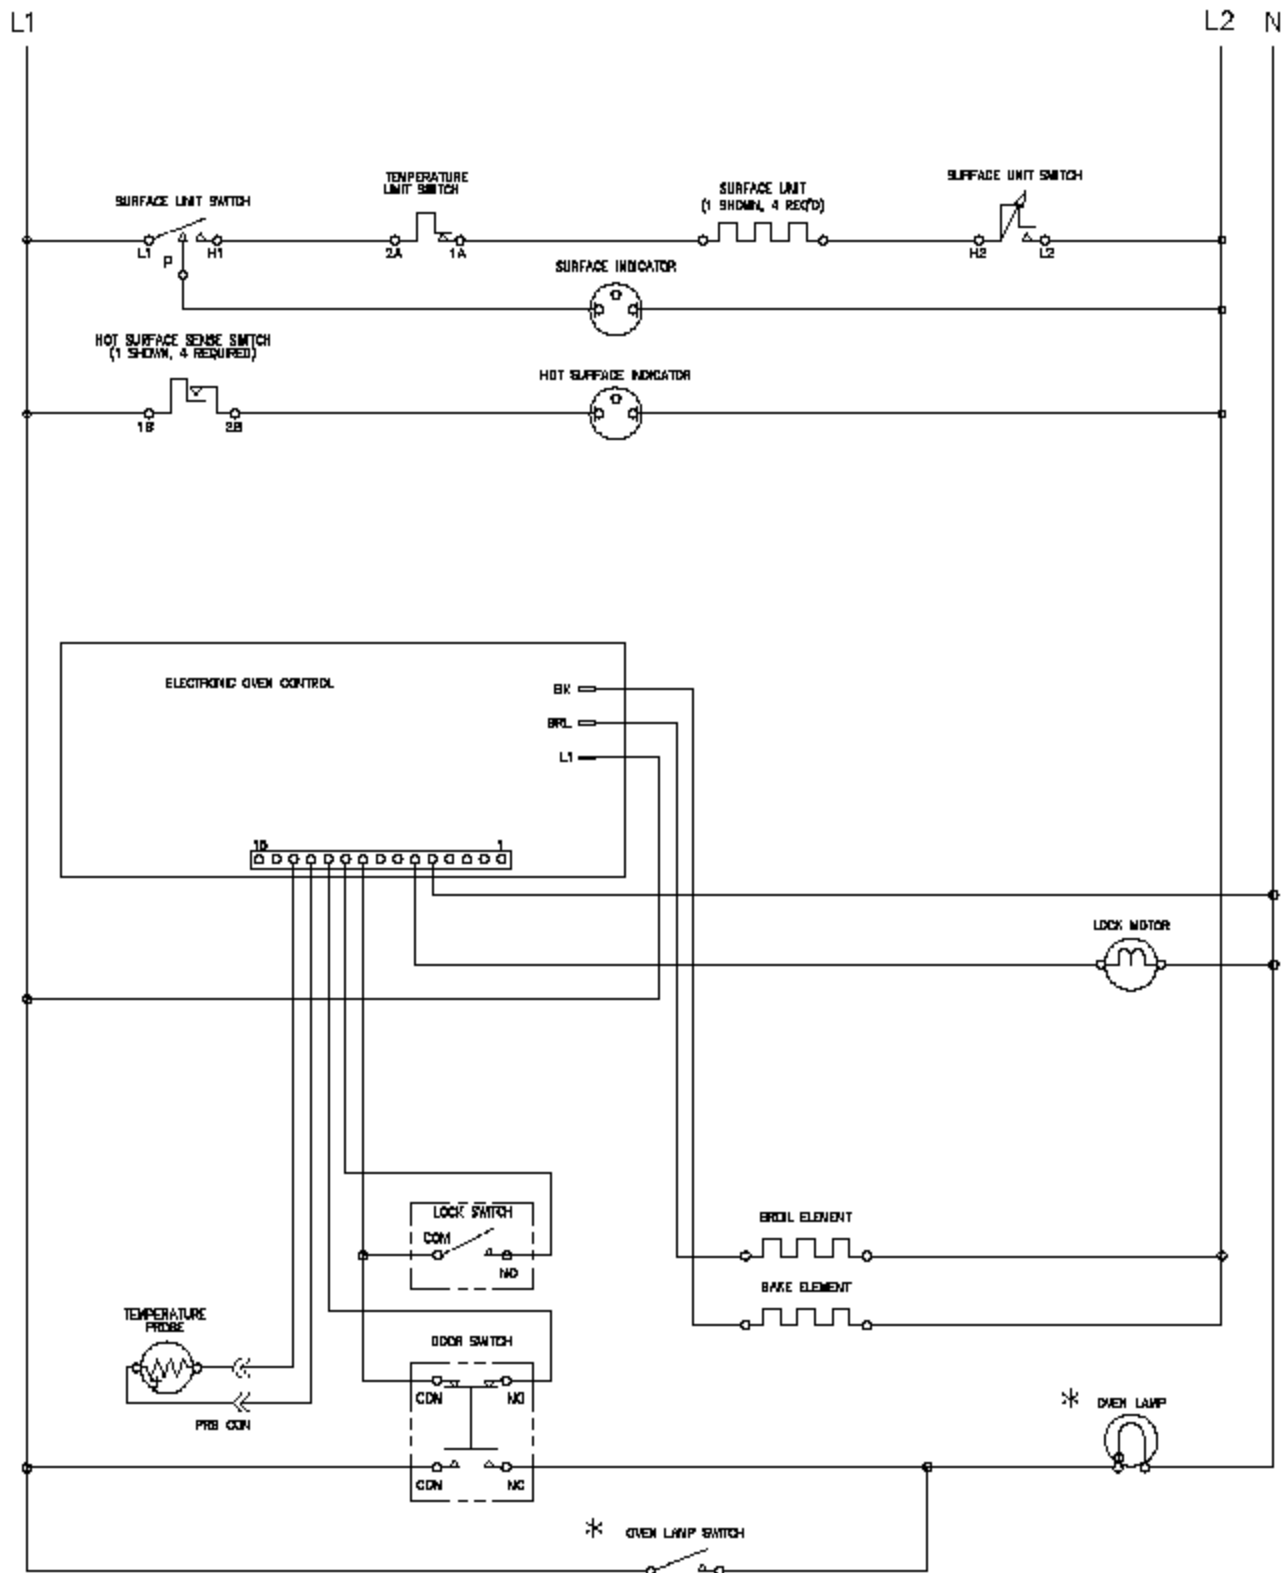 L1
L2 N
TEMPERATURE
LIMIT SWITCH
SURFACE UNIT SWITCH
SURFACE UNIT
(1 SHOWN, 4 REQ'D)
SURFACE UNIT SWITCH
L1 H1 2A 1A H2 L2
P
SURFACE INDICATOR
HOT SURFACE SENSE SWITCH
(1 SHOWN, 4 REQUIRED)
HOT SURFACE INDICATOR
1B 2B
ELECTRONIC OVEN CONTROL
BK
BRL
L1
1
LOCK MOTOR
LOCK SWITCH
COM
NO
BROIL ELEMENT
BAKE ELEMENT
TEMPERATURE
PROBE
DOOR SWITCH
COM NO
PRB CON
* OVEN LAMP
COM NC
* OVEN LAMP SWITCH